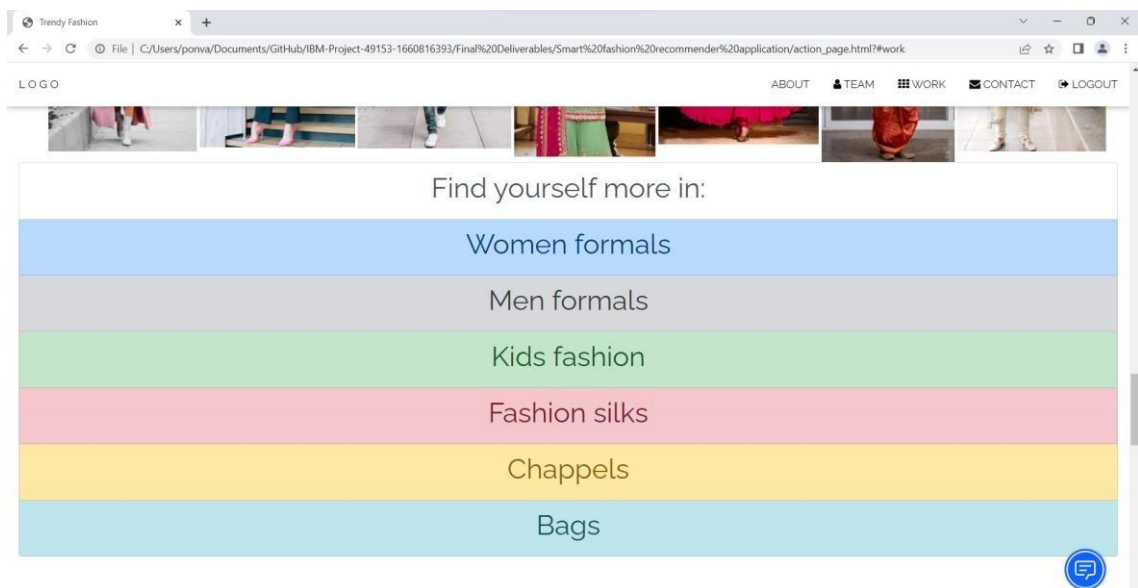 Trendy Fashion
File | C:/Users/ponva/Documents/GitHub/IBM-Project-49153-1660816393/Final%20Deliverables/Smart%20fashion%20recommender%20application/action_page.html?#work
LOGO ABOUT TEAM WORK CONTACT LOGOUT
Find yourself more in:
Women formals
Men formals
Kids fashion
Fashion silks
Chappels
Bags